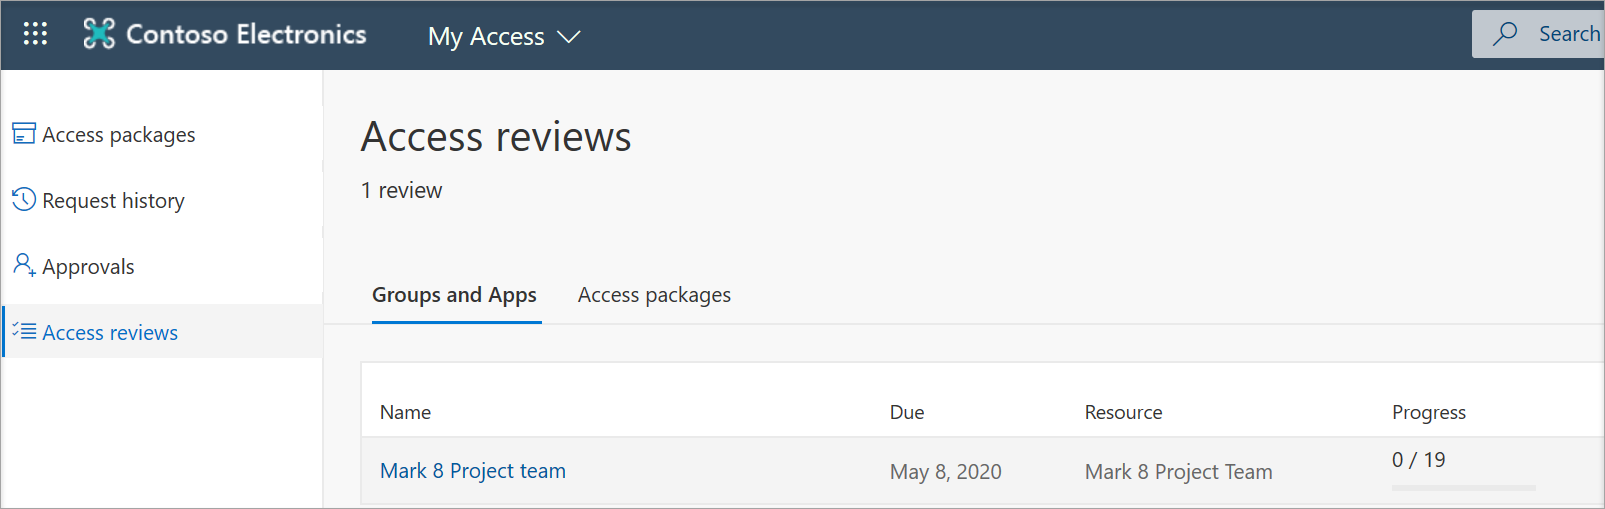 Contoso Electronics
My Access
Search
Access packages
Request history
Approvals
Access reviews
Access reviews
1 review
Groups and Apps Access packages
Name Due Resource Progress
Mark 8 Project team May 8, 2020 Mark 8 Project Team 0 / 19